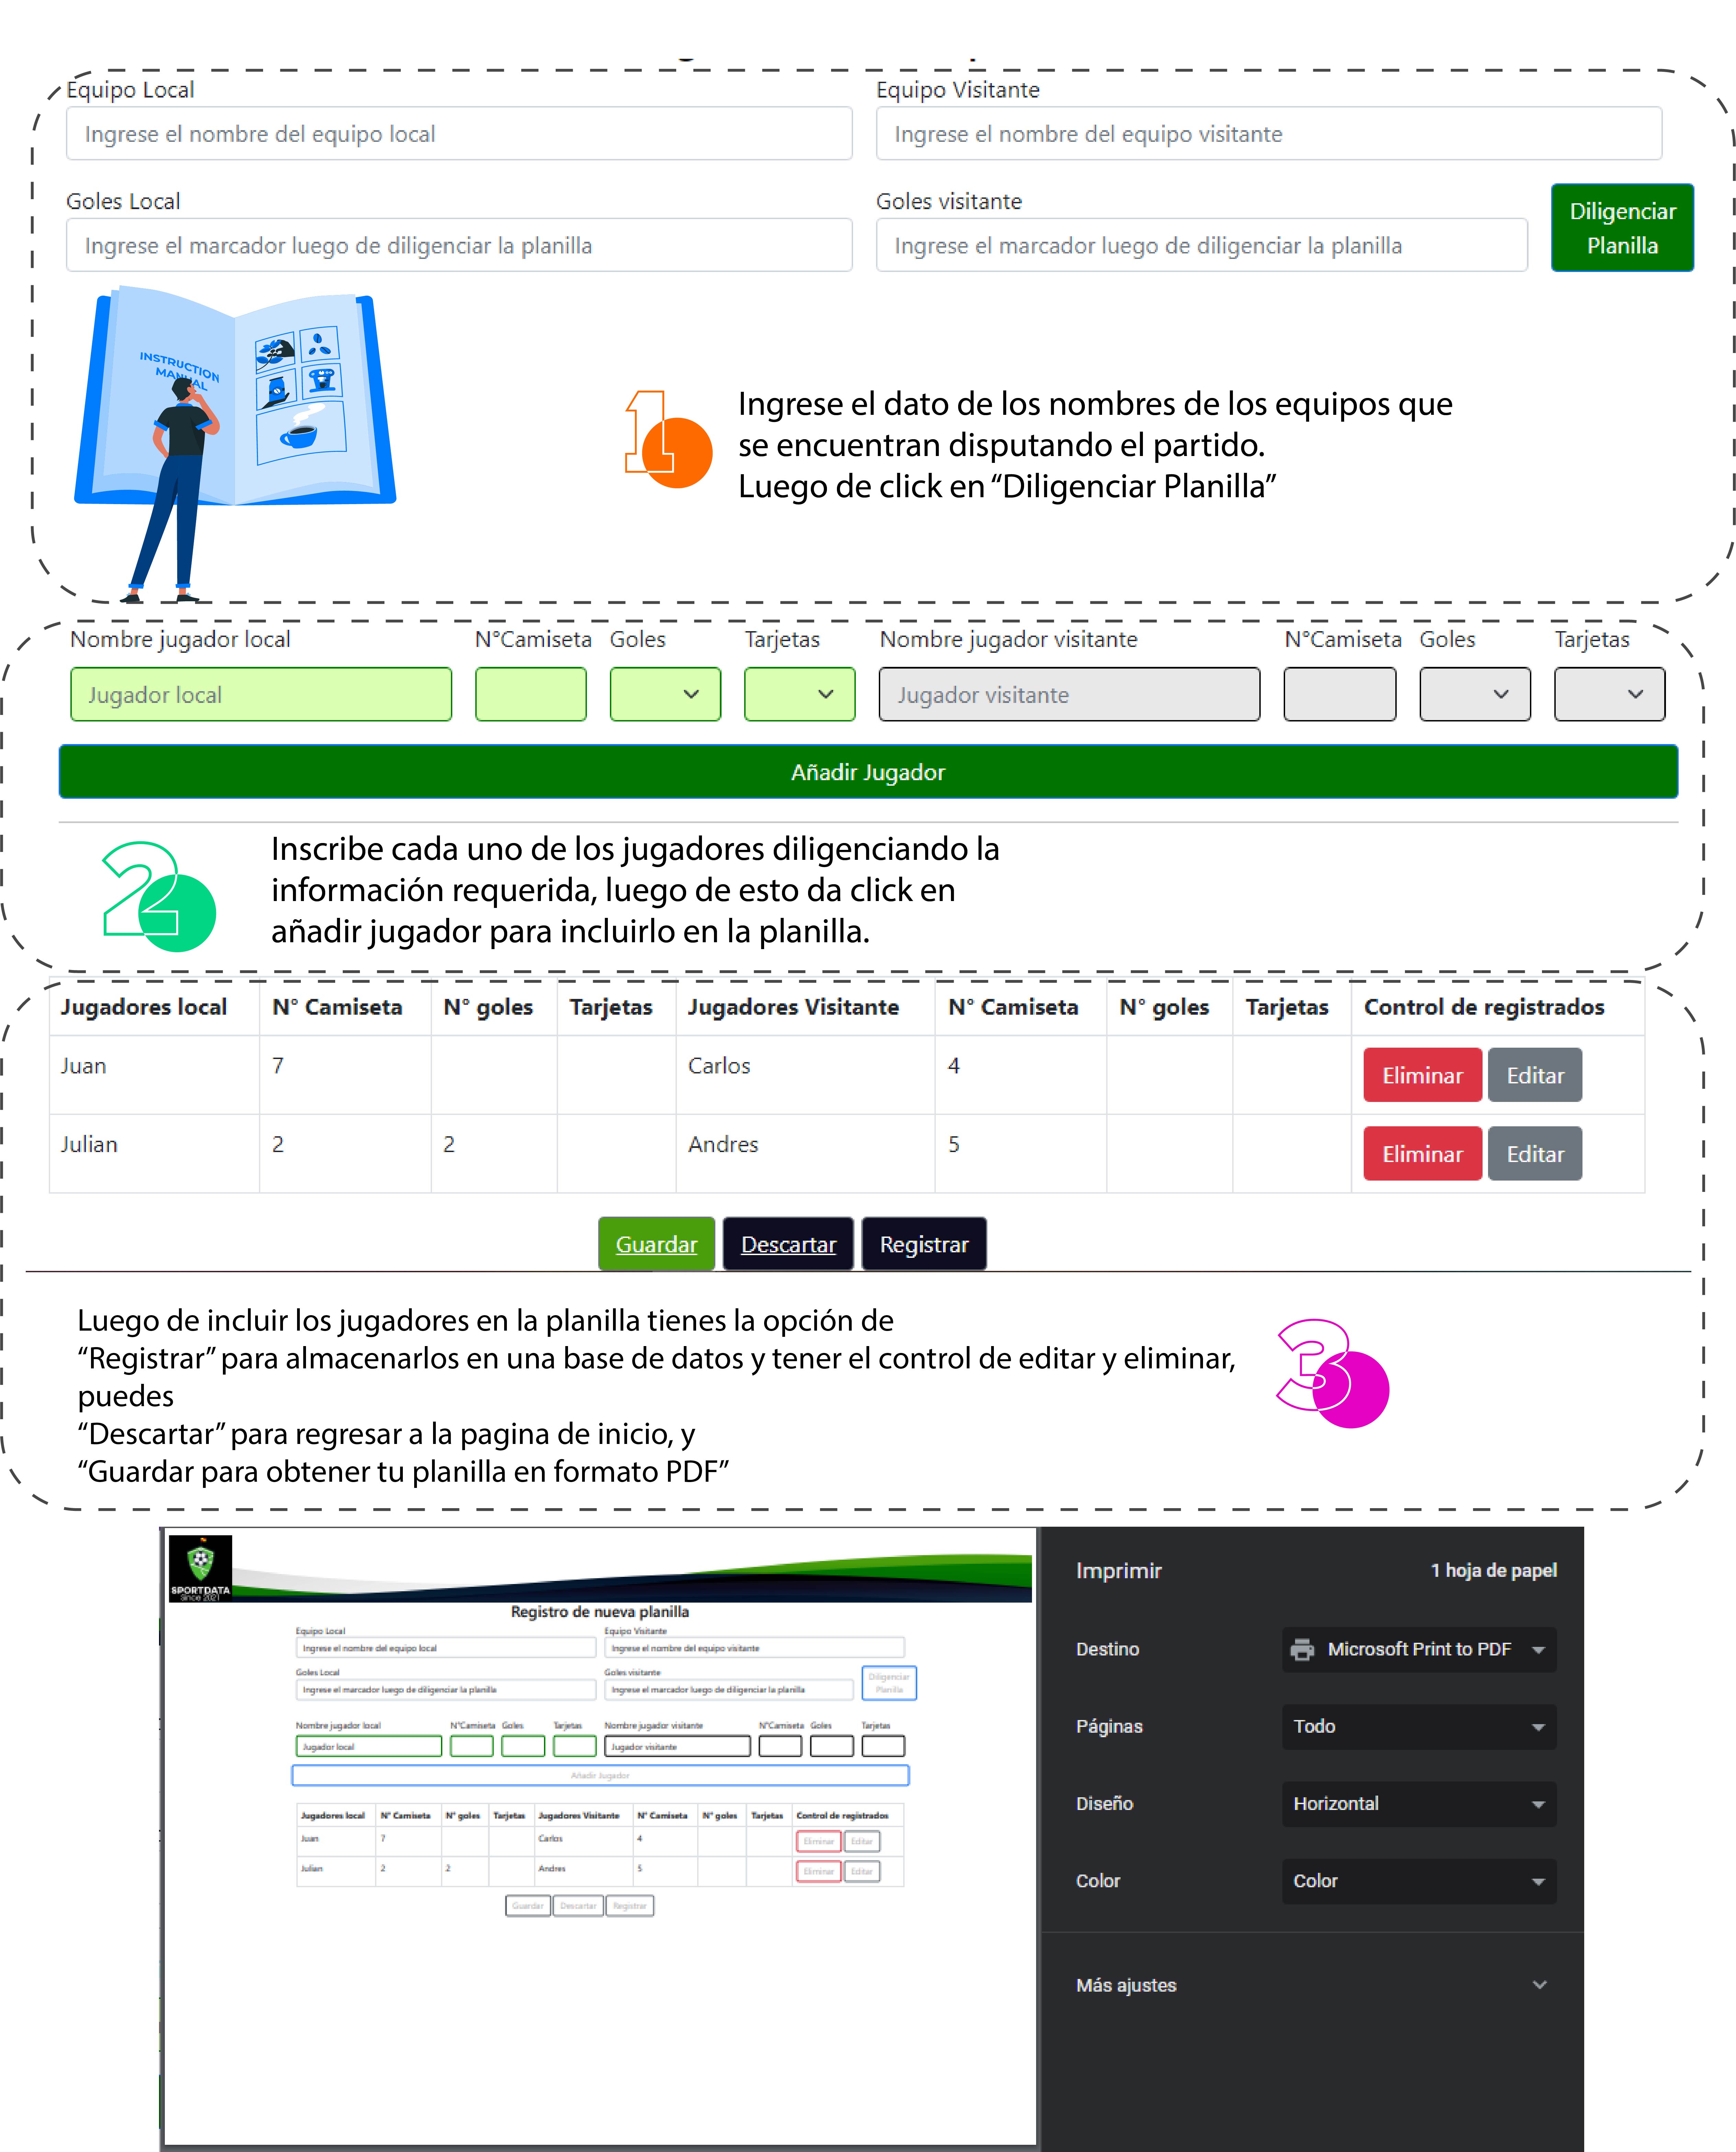 Equipo Local
Equipo Visitante
Ingrese el nombre del equipo local
Ingrese el nombre del equipo visitante
Goles Local
Goles visitante
Ingrese el marcador luego de diligenciar la planilla
Ingrese el marcador luego de diligenciar la planilla
Diligenciar
Planilla
INSTRUCTION
MANUAL
1
Ingrese el dato de los nombres de los equipos que
se encuentran disputando el partido.
Luego de click en “Diligenciar Planilla”
Nombre jugador local N°Camiseta Goles Tarjetas Nombre jugador visitante N°Camiseta Goles Tarjetas
Jugador local
Jugador visitante
Añadir Jugador
2
Inscribe cada uno de los jugadores diligenciando la
información requerida, luego de esto da click en
añadir jugador para incluirlo en la planilla.
Jugadores local N° Camiseta N° goles Tarjetas Jugadores Visitante N° Camiseta N° goles Tarjetas Control de registrados
Juan 7 Carlos 4 Eliminar Editar
Julian 2 2 Andres 5 Eliminar Editar
Guardar Descartar Registrar
Luego de incluir los jugadores en la planilla tienes la opción de
“Registrar” para almacenarlos en una base de datos y tener el control de editar y eliminar,
puedes
“Descartar” para regresar a la pagina de inicio, y
“Guardar para obtener tu planilla en formato PDF”
3
SPORTDATA
Since 2021
Registro de nueva planilla
Equipo Local
Equipo Visitante
Ingrese el nombre del equipo local
Ingrese el nombre del equipo visitante
Goles Local
Goles visitante
Ingrese el marcador luego de diligenciar la planilla
Ingrese el marcador luego de diligenciar la planilla
Diligenciar
Planilla
Nombre jugador local N°Camiseta Goles Tarjetas Nombre jugador visitante N°Camiseta Goles Tarjetas
Jugador local
Jugador visitante
Añadir Jugador
Jugadores local N° Camiseta N° goles Tarjetas Jugadores Visitante N° Camiseta N° goles Tarjetas Control de registrados
Juan 7 Carlos 4 Eliminar Editar
Julian 2 2 Andres 5 Eliminar Editar
Guardar Descartar Registrar
Imprimir 1 hoja de papel
Destino Microsoft Print to PDF
Páginas Todo
Diseño Horizontal
Color Color
Más ajustes